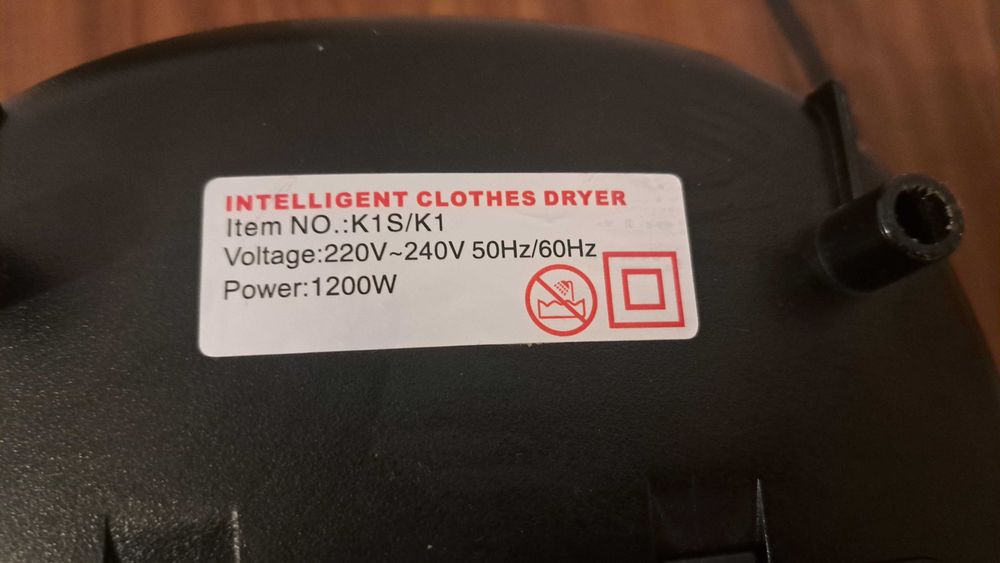 INTELLIGENT CLOTHES DRYER
Item NO.:K1S/K1
Voltage:220V~240V 50Hz/60Hz
Power:1200W